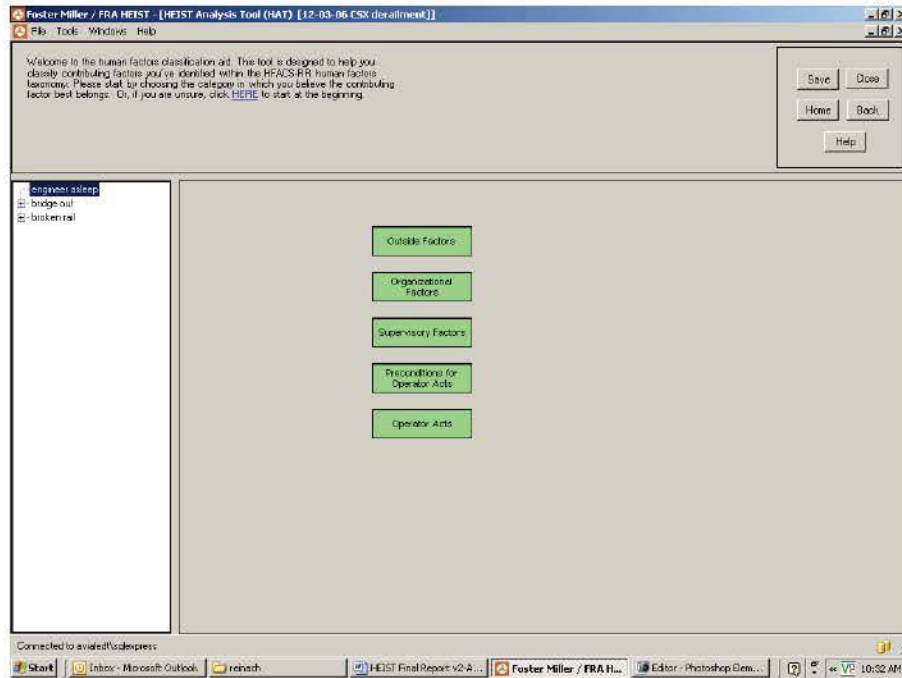 Foster Miller / FRA HEIST - [HEIST Analysis Tool (HAT) [12-03-06 CSX derailment]]
File Tools Windows Help
Welcome to the human factors classification aid. This tool is designed to help you
classify contributing factors you've identified within the HFACS-RR human factors
taxonomy. Please start by choosing the category in which you believe the contributing
factor best belongs. Or, if you are unsure, click HERE to start at the beginning.
Save Close
Home Back
Help
engineer asleep
bridge out
broken rail
Outside Factors
Organizational
Factors
Supervisory Factors
Preconditions for
Operator Acts
Operator Acts
Connected to avialedt\sqlexpress
Start Inbox - Microsoft Outlook reinach HEIST Final Report v2-A... Foster Miller / FRA H... Editor - Photoshop Elem... 10:32 AM